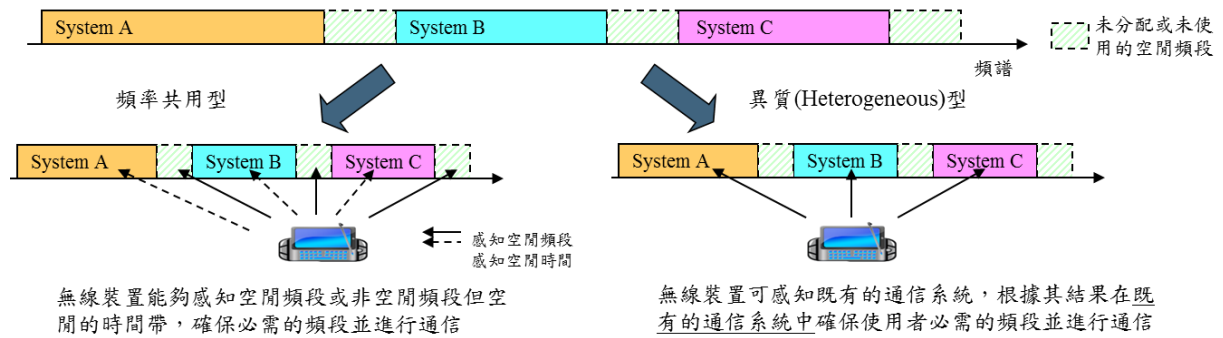 System A
System B
System C
未分配或未使
用的空閒頻段
頻譜
頻率共用型
異質(Heterogeneous)型
System A
System B
System C
System A
System B
System C
感知空閒頻段
感知空閒時間
無線裝置能夠感知空閒頻段或非空閒頻段但空
閒的時間帶，確保必需的頻段並進行通信
無線裝置可感知既有的通信系統，根據其結果在既
有的通信系統中確保使用者必需的頻段並進行通信